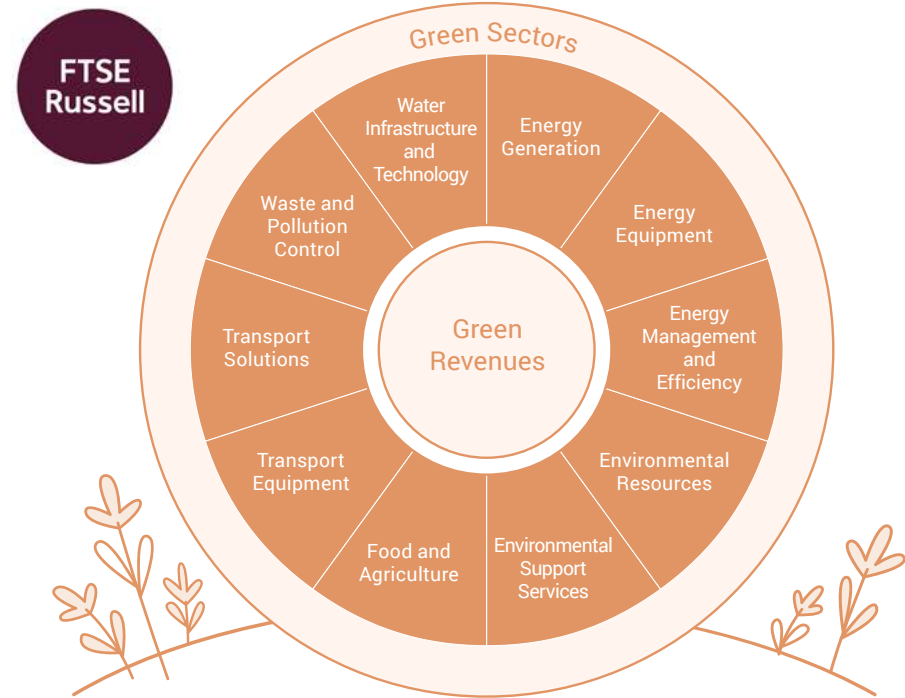 FTSE
Russell
Green Sectors
Water
Infrastructure
and
Technology
Energy
Generation
Waste and
Pollution
Control
Energy
Equipment
Transport
Solutions
Green
Revenues
Energy
Management
and
Efficiency
Transport
Equipment
Environmental
Resources
Food and
Agriculture
Environmental
Support
Services